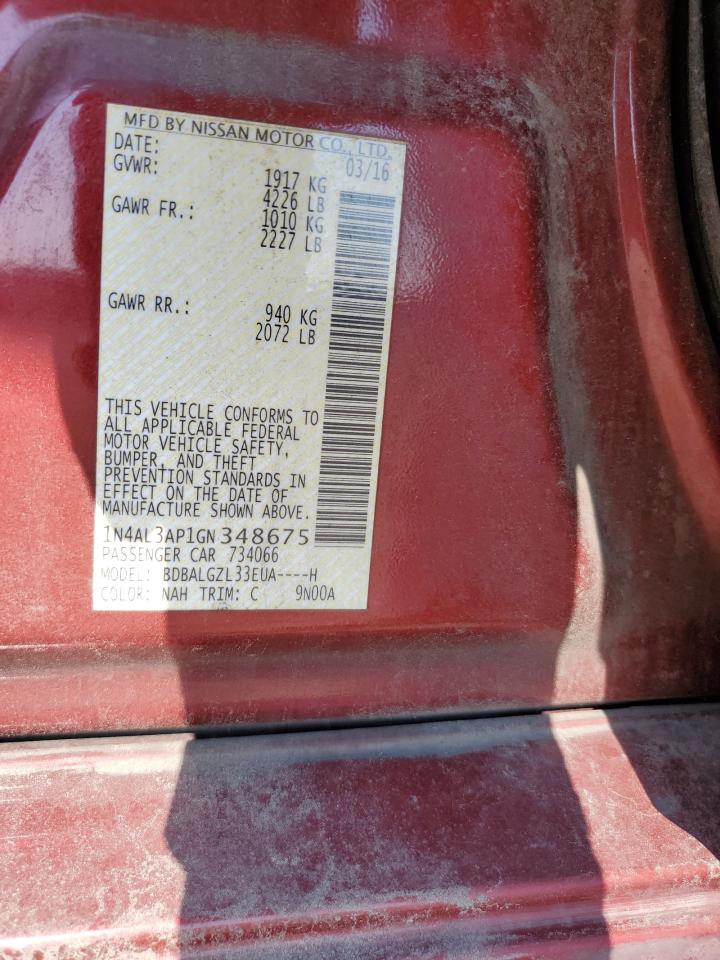 MFD BY NISSAN MOTOR CO., LTD.
DATE: 03/16
GVWR: 1917 KG
4226 LB
GAWR FR.: 1010 KG
2227 LB
GAWR RR.: 940 KG
2072 LB
THIS VEHICLE CONFORMS TO
ALL APPLICABLE FEDERAL
MOTOR VEHICLE SAFETY,
BUMPER, AND THEFT
PREVENTION STANDARDS IN
EFFECT ON THE DATE OF
MANUFACTURE SHOWN ABOVE.
1N4AL3AP1GN348675
PASSENGER CAR 734066
MODEL: BDBALGZL33EUA----H
COLOR: NAH TRIM: C 9N00A